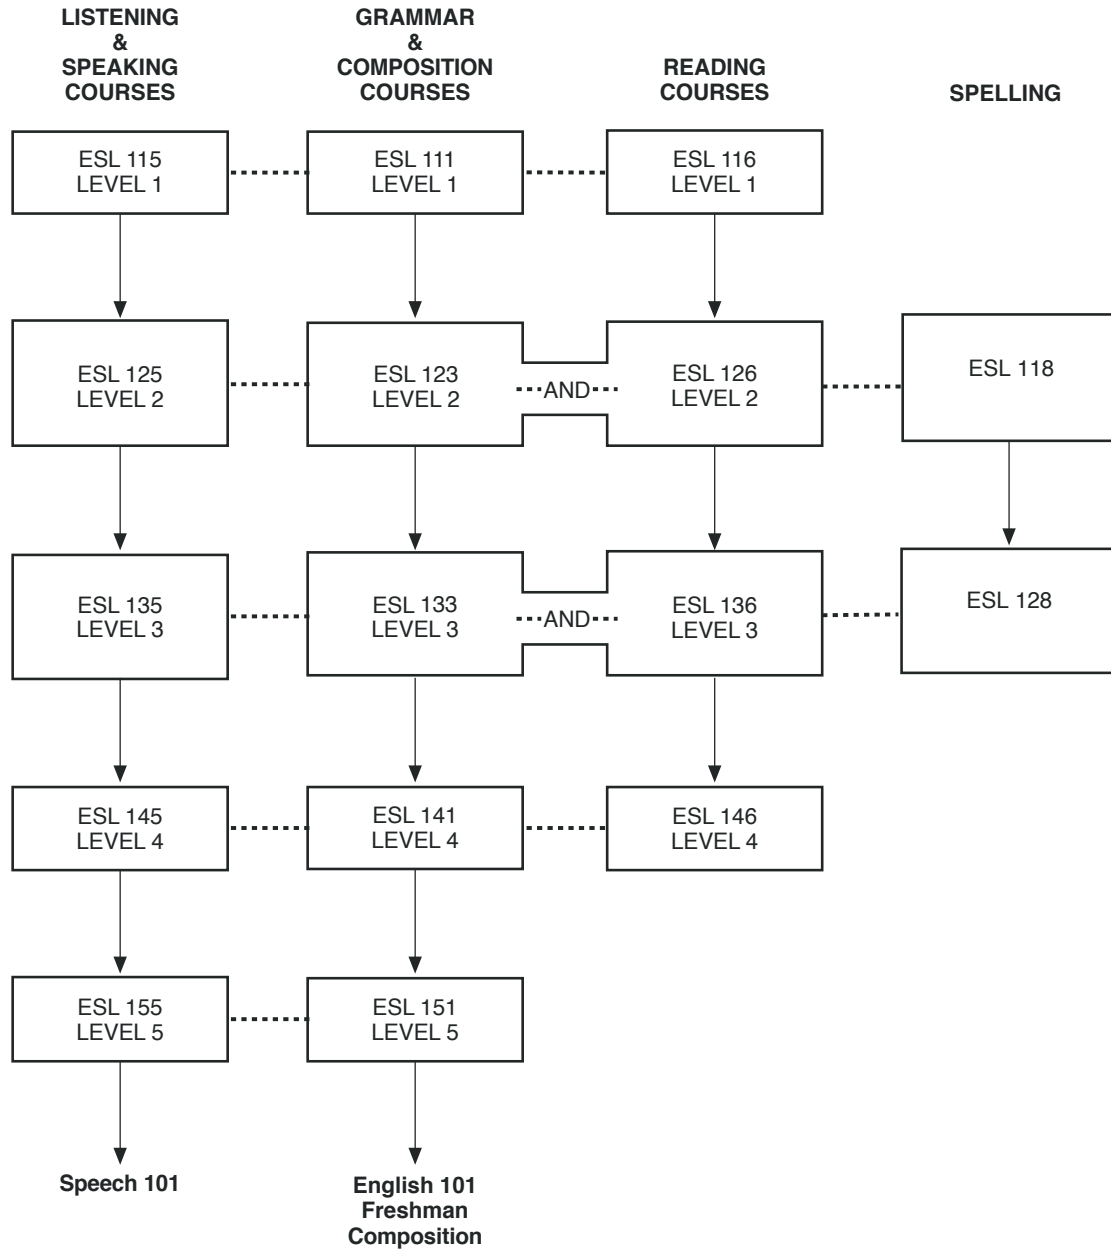 LISTENING
&
SPEAKING
COURSES
GRAMMAR
&
COMPOSITION
COURSES
READING
COURSES
SPELLING
ESL 115
LEVEL 1
ESL 111
LEVEL 1
ESL 116
LEVEL 1
ESL 125
LEVEL 2
ESL 123
LEVEL 2
AND
ESL 126
LEVEL 2
ESL 118
ESL 135
LEVEL 3
ESL 133
LEVEL 3
AND
ESL 136
LEVEL 3
ESL 128
ESL 145
LEVEL 4
ESL 141
LEVEL 4
ESL 146
LEVEL 4
ESL 155
LEVEL 5
ESL 151
LEVEL 5
Speech 101
English 101
Freshman
Composition